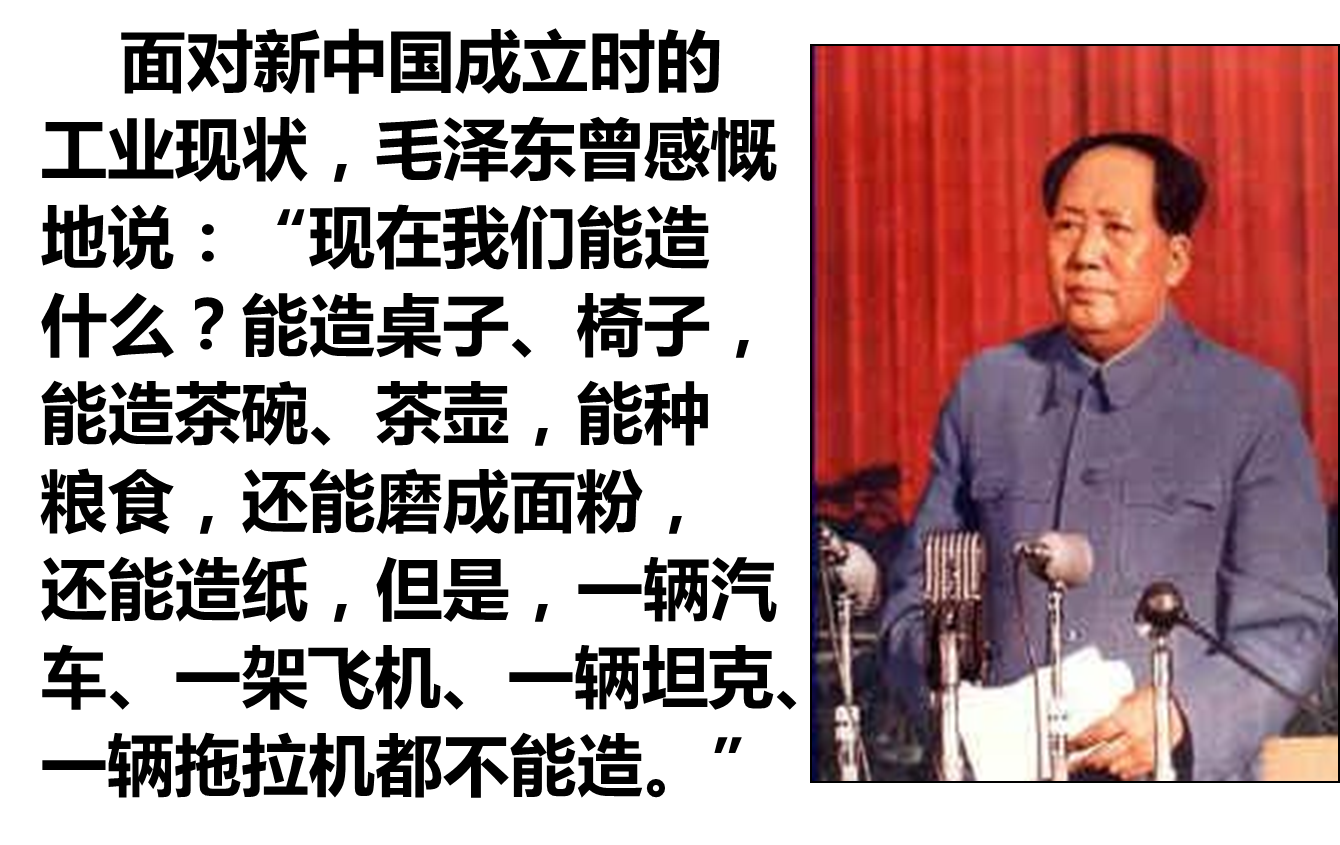 面对新中国成立时的
工业现状，毛泽东曾感慨
地说：“现在我们能造
什么？能造桌子、椅子，
能造茶碗、茶壶，能种
粮食，还能磨成面粉，
还能造纸，但是，一辆汽
车、一架飞机、一辆坦克、
一辆拖拉机都不能造。”